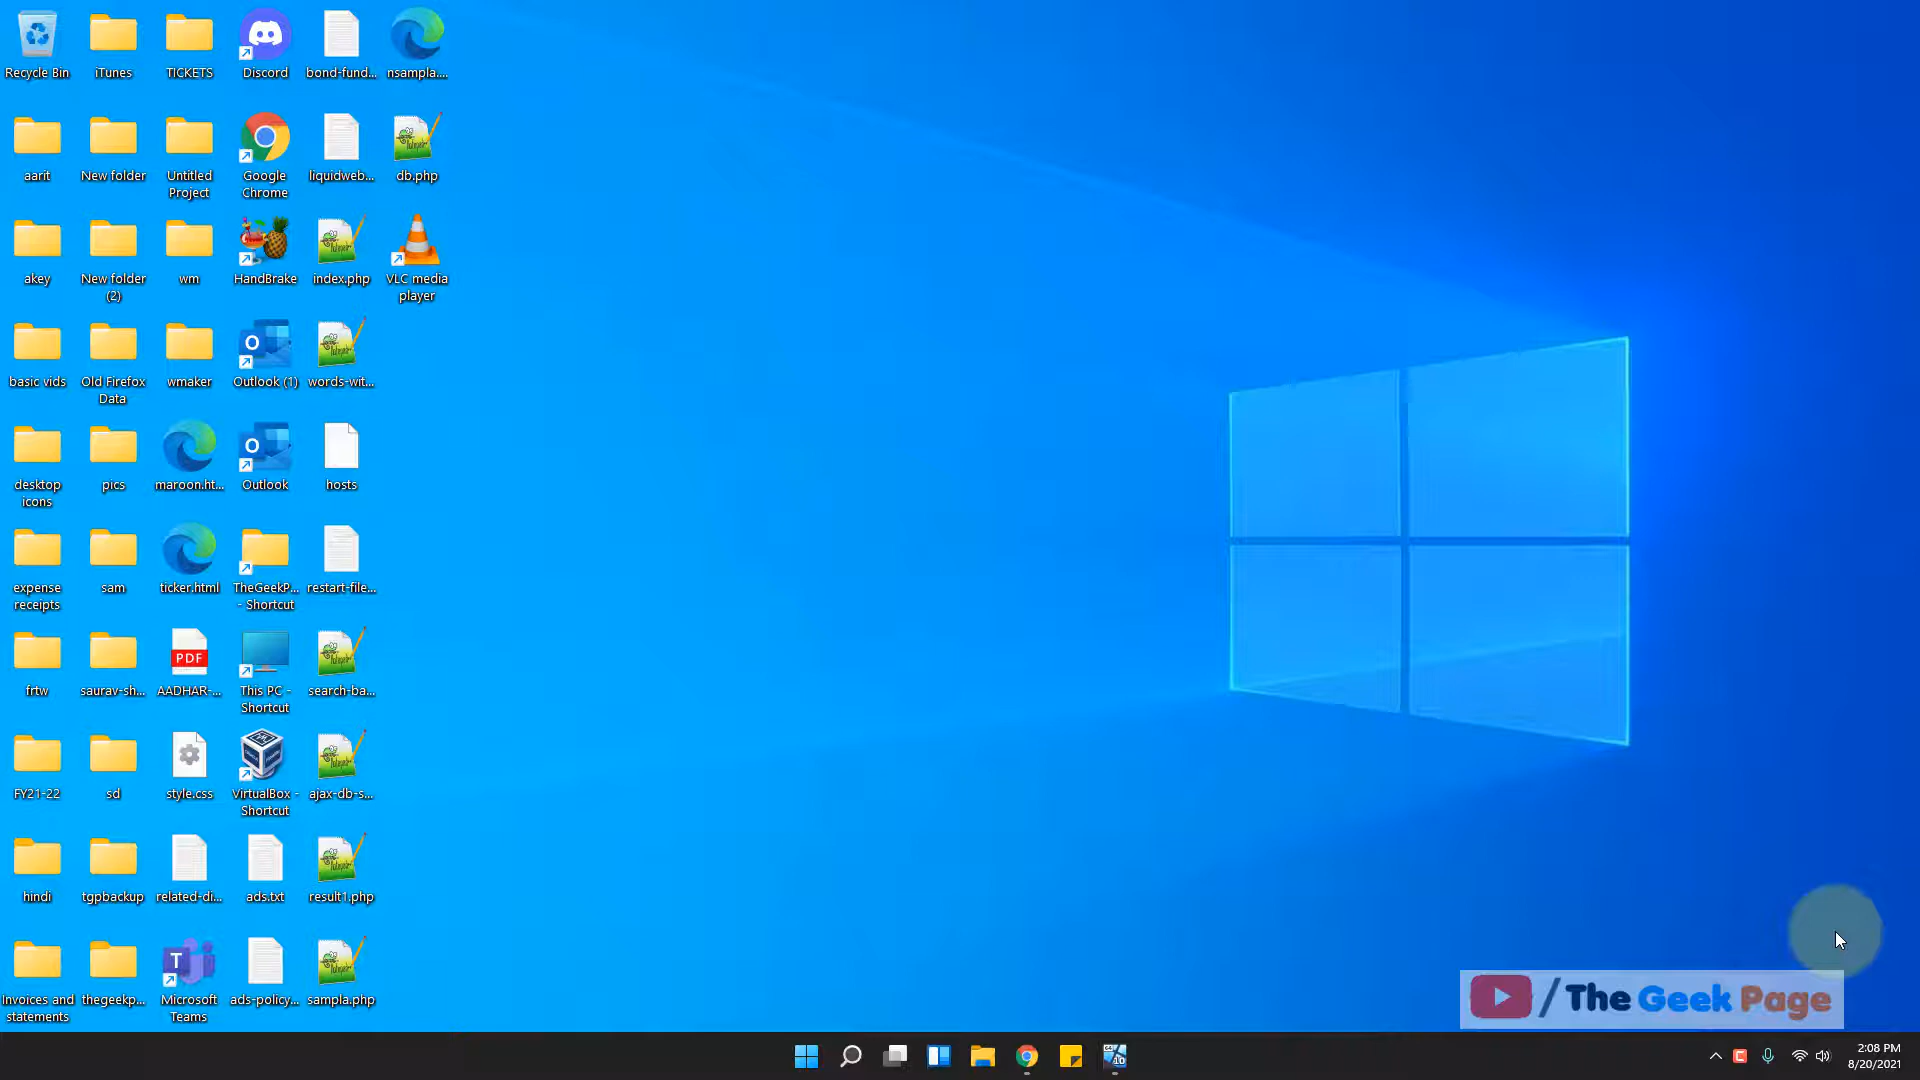 Recycle Bin
iTunes
TICKETS
Discord
bond-fund...
nsampla....
aarit
New folder
Untitled
Project
Google
Chrome
liquidweb...
db.php
akey
New folder
(2)
wm
HandBrake
index.php
VLC media
player
basic vids
Old Firefox
Data
wmaker
Outlook (1)
words-wit...
desktop
icons
pics
maroon.ht...
Outlook
hosts
expense
receipts
sam
ticker.html
TheGeekP...
- Shortcut
restart-file...
frtw
saurav-sh...
PDF
AADHAR-...
This PC -
Shortcut
search-ba...
FY21-22
sd
style.css
VirtualBox -
Shortcut
ajax-db-s...
hindi
tgpbackup
related-di...
ads.txt
result1.php
Invoices and
statements
thegeekp...
T
Microsoft
Teams
ads-policy...
sampla.php
/ The Geek Page
2:08 PM
8/20/2021